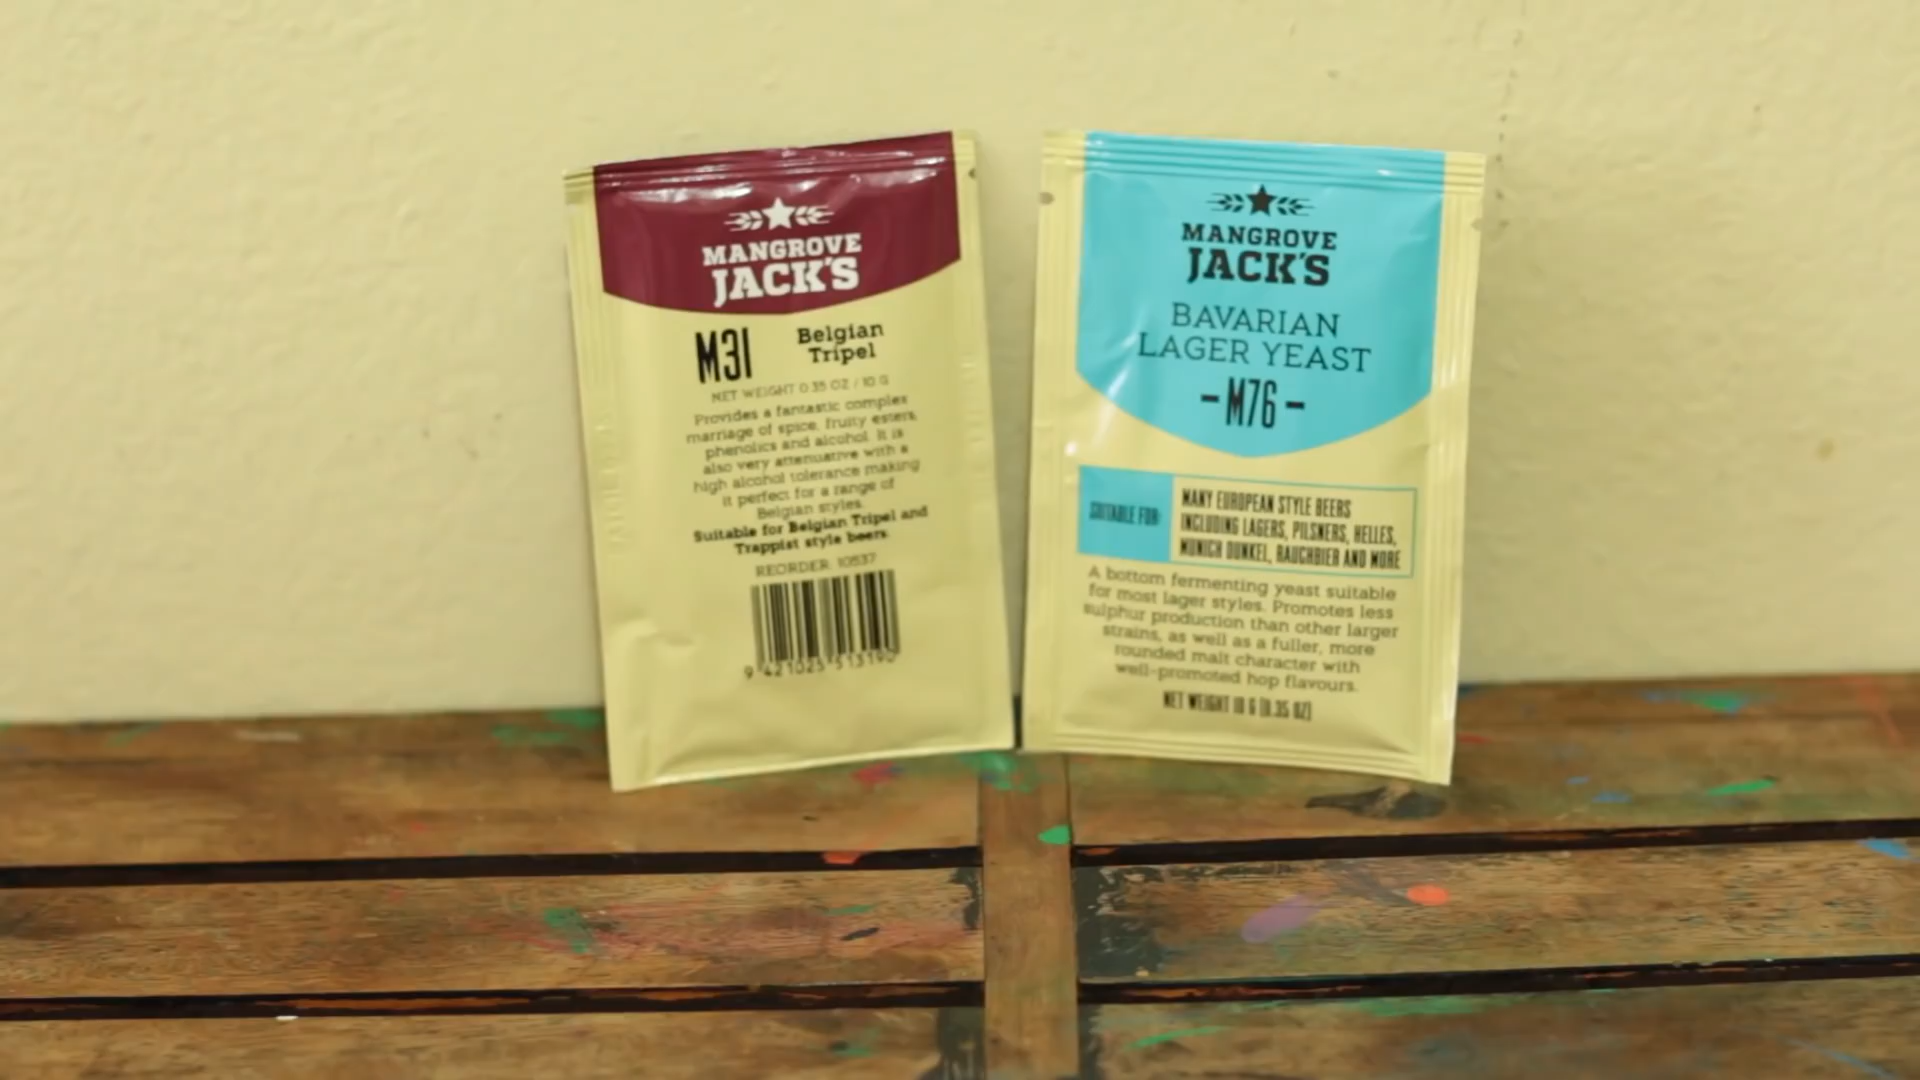 MANGROVE
JACK'S
M31
Belgian
Tripel
NET WEIGHT 0.35 OZ / 10 G
Provides a fantastic complex
marriage of spice, fruity esters,
phenolics and alcohol. It is
also very attenuative with a
high alcohol tolerance making
it perfect for a range of
Belgian styles.
Suitable for Belgian Tripel and
Trappist style beers.
REORDER: 10537
9 421025 513190
MANGROVE
JACK'S
BAVARIAN
LAGER YEAST
- M76 -
SUITABLE FOR:
MANY EUROPEAN STYLE BEERS
INCLUDING LAGERS, PILSNERS, HELLES,
MUNICH DUNKEL, RAUCHBIER AND MORE
A bottom fermenting yeast suitable
for most lager styles. Promotes less
sulphur production than other larger
strains, as well as a fuller, more
rounded malt character with
well-promoted hop flavours.
NET WEIGHT 10 G (0.35 OZ)